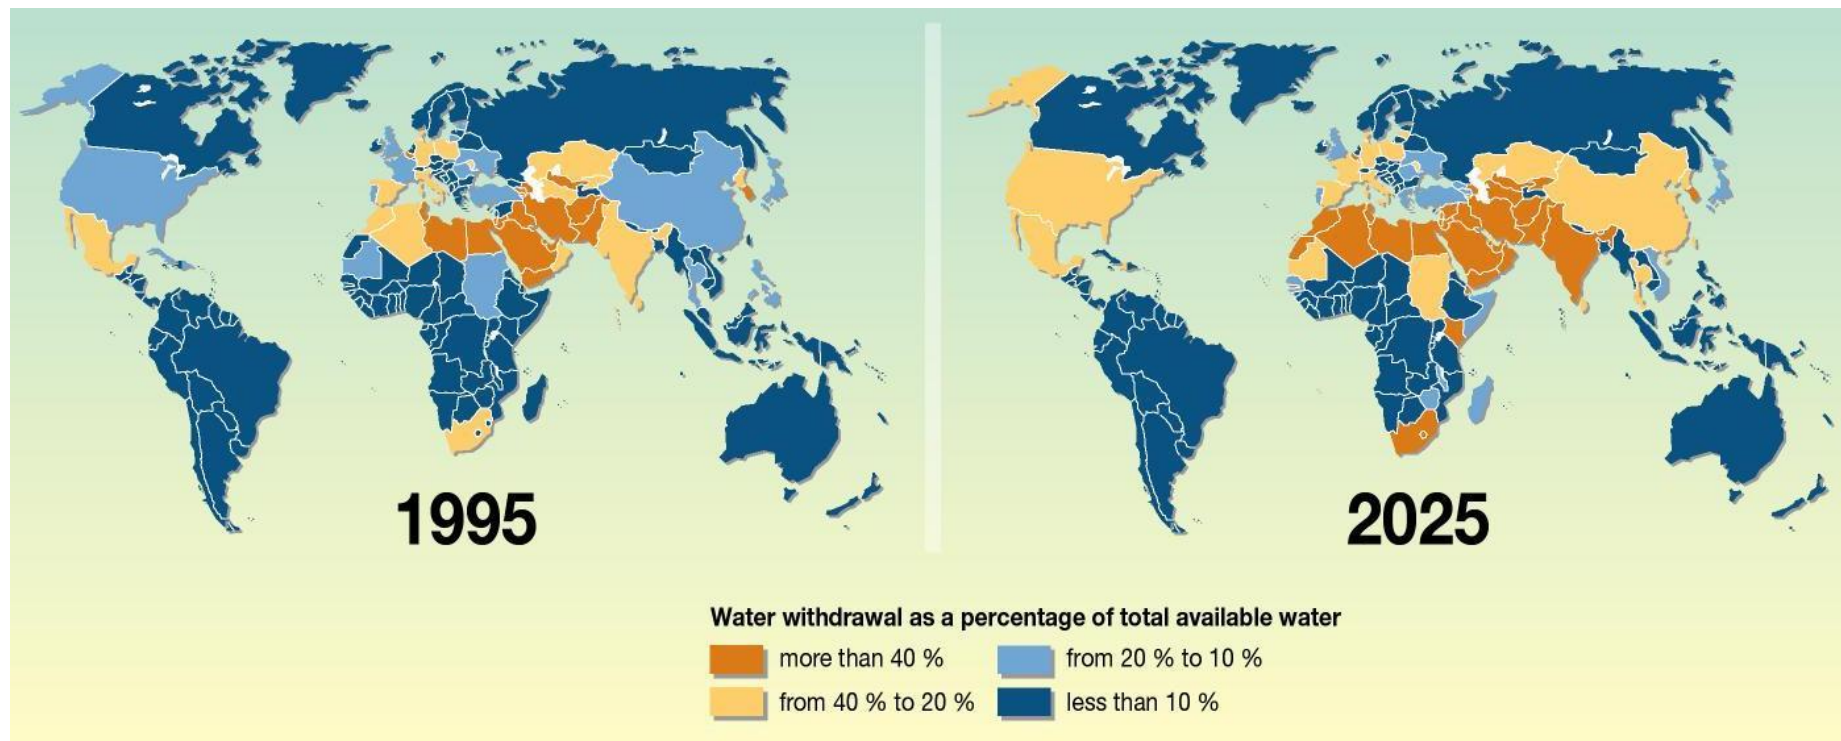 1995
2025
Water withdrawal as a percentage of total available water
more than 40 %
from 20 % to 10 %
from 40 % to 20 %
less than 10 %